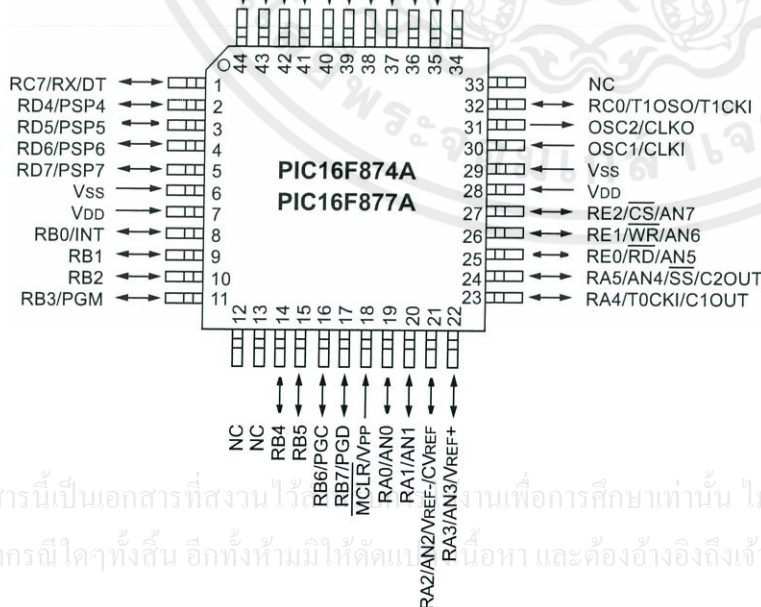 44 43 42 41 40 39 38 37 36 35 34
RC7/RX/DT 1
RD4/PSP4 2
RD5/PSP5 3
RD6/PSP6 4
RD7/PSP7 5
VSS 6
VDD 7
RB0/INT 8
RB1 9
RB2 10
RB3/PGM 11
PIC16F874A
PIC16F877A
33 NC
32 RC0/T1OSO/T1CKI
31 OSC2/CLKO
30 OSC1/CLKI
29 VSS
28 VDD
27 RE2/CS/AN7
26 RE1/WR/AN6
25 RE0/RD/AN5
24 RA5/AN4/SS/C2OUT
23 RA4/T0CKI/C1OUT
12 13 14 15 16 17 18 19 20 21 22
NC
NC
RB4
RB5
RB6/PGC
RB7/PGD
MCLR/VPP
RA0/AN0
RA1/AN1
RA2/AN2/VREF-/CVREF
RA3/AN3/VREF+
สารนี้เป็นเอกสารที่สงวนไว้ งานเพื่อการศึกษาเท่านั้น
กรณีใดๆทั้งสิ้น อีกทั้งห้ามมิให้ดัดแปลงเนื้อหา และต้องอ้างอิงถึง